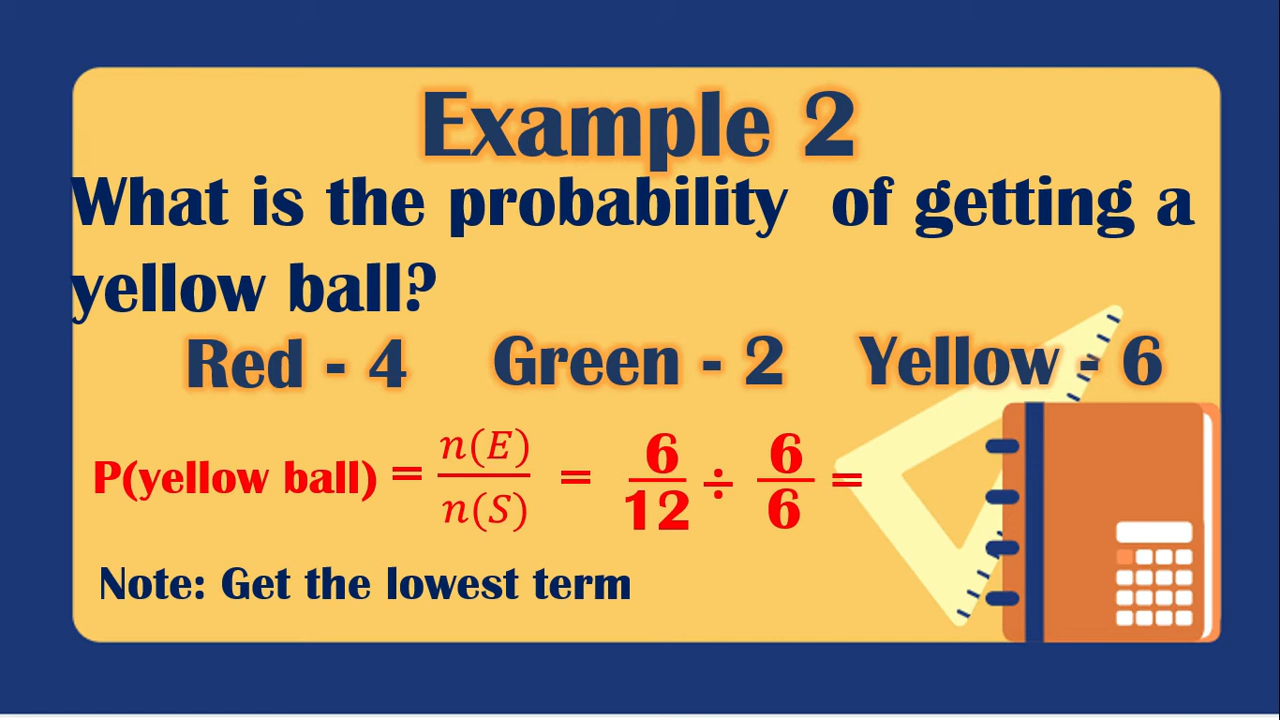 Example 2
What is the probability of getting a
yellow ball?
Red - 4 Green - 2 Yellow - 6
P(yellow ball) = n(E)/n(S) = 6/12 ÷ 6/6 =
Note: Get the lowest term